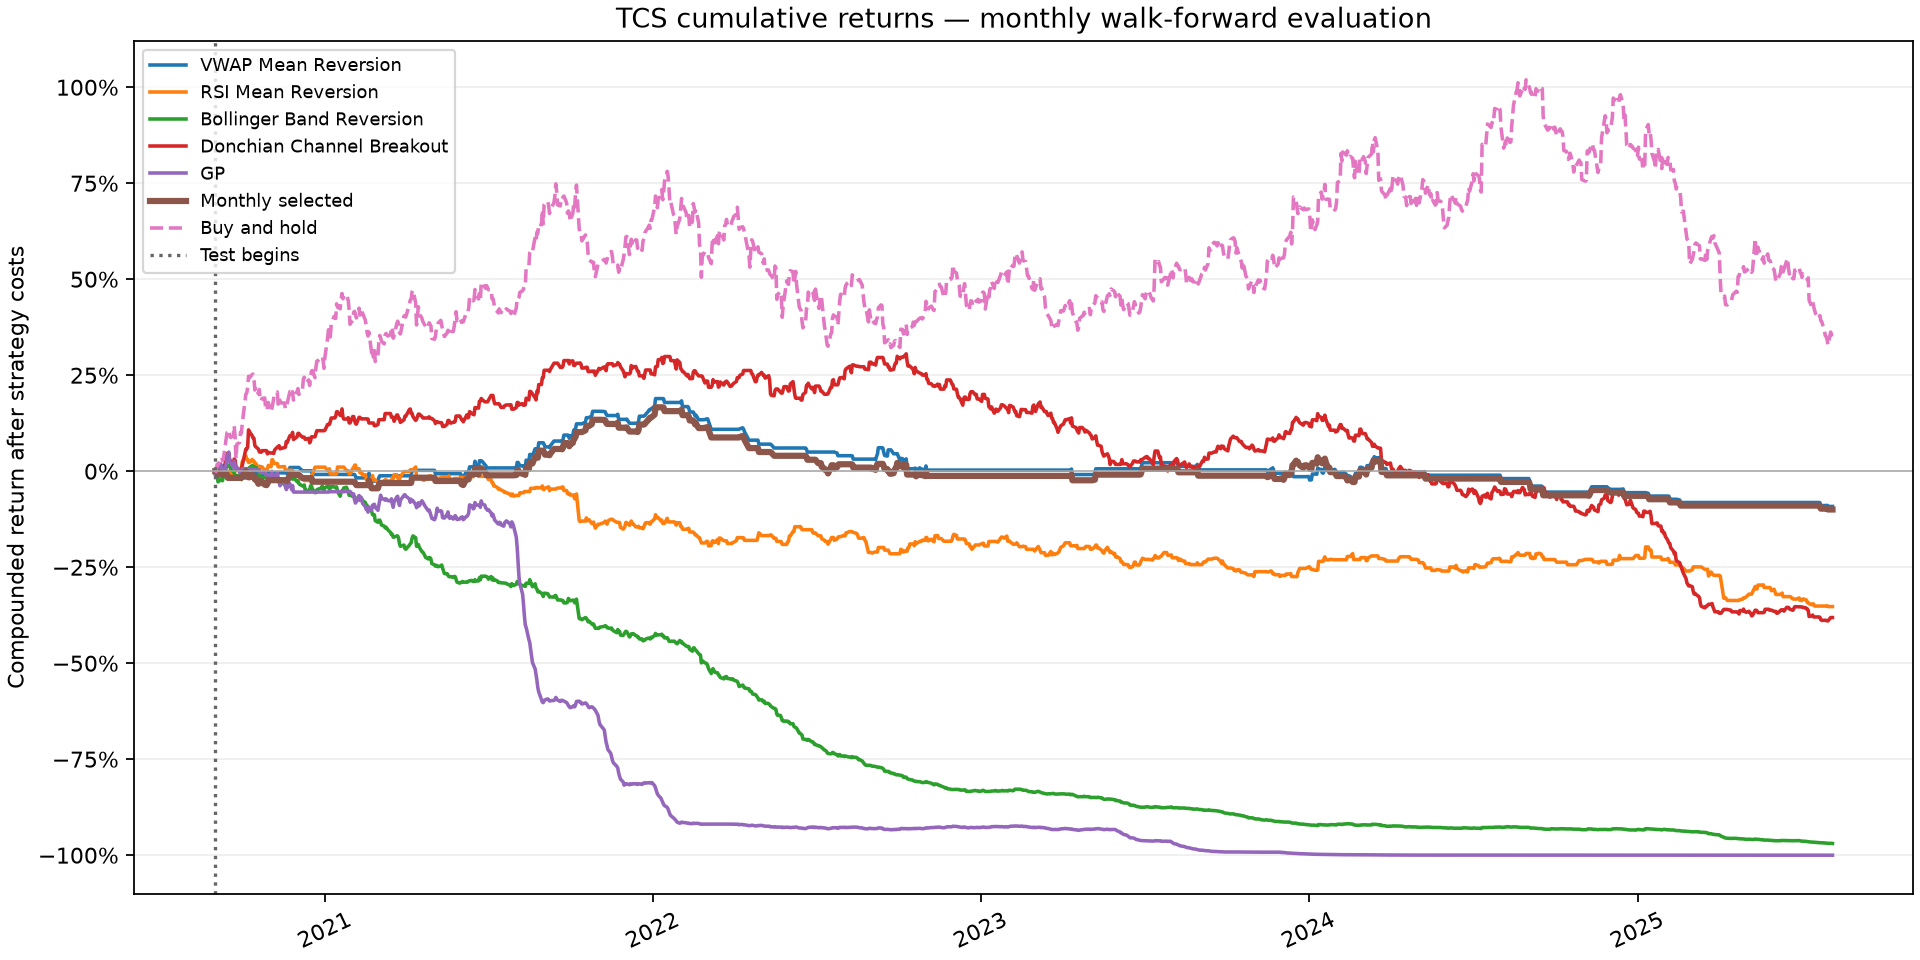 TCS cumulative returns — monthly walk-forward evaluation
VWAP Mean Reversion
RSI Mean Reversion
Bollinger Band Reversion
Donchian Channel Breakout
GP
Monthly selected
Buy and hold
Test begins
Compounded return after strategy costs
100%
75%
50%
25%
0%
−25%
−50%
−75%
−100%
2021
2022
2023
2024
2025